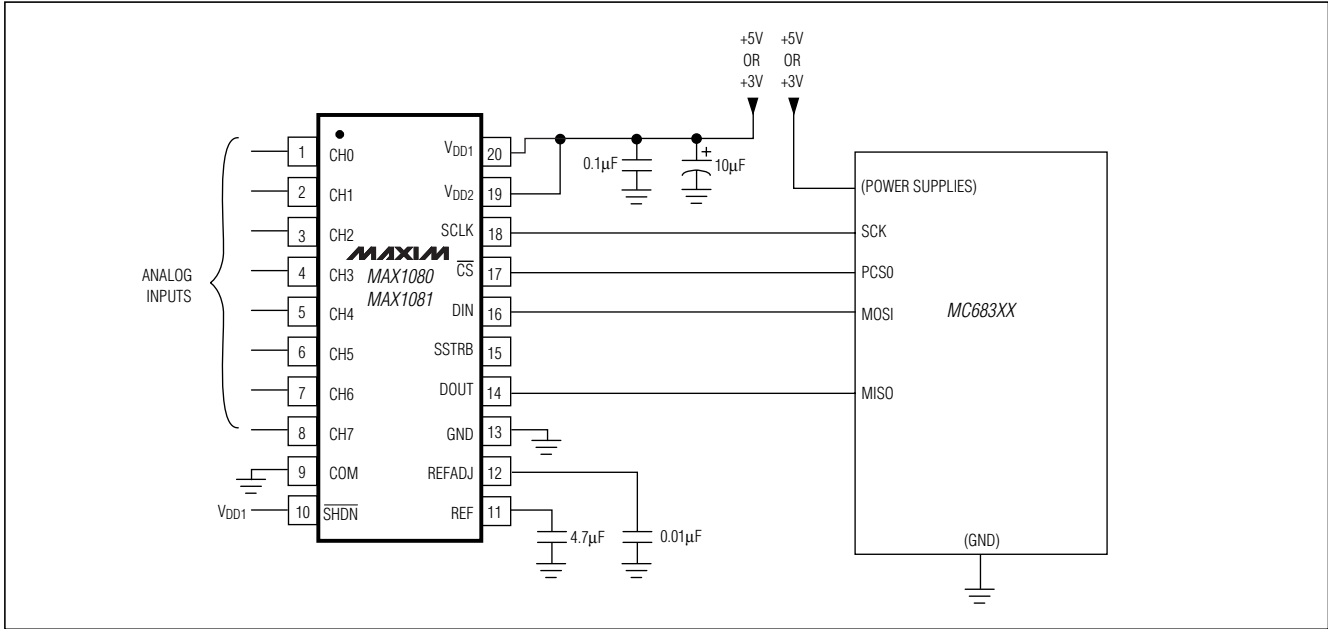 +5V
OR
+3V
+5V
OR
+3V
ANALOG
INPUTS
1 CH0
2 CH1
3 CH2
4 CH3
5 CH4
6 CH5
7 CH6
8 CH7
9 COM
VDD1 10 SHDN
MAXIM
MAX1080
MAX1081
VDD1 20
VDD2 19
SCLK 18
CS 17
DIN 16
SSTRB 15
DOUT 14
GND 13
REFADJ 12
REF 11
0.1µF
+
10µF
4.7µF
0.01µF
(POWER SUPPLIES)
SCK
PCS0
MOSI
MC683XX
MISO
(GND)